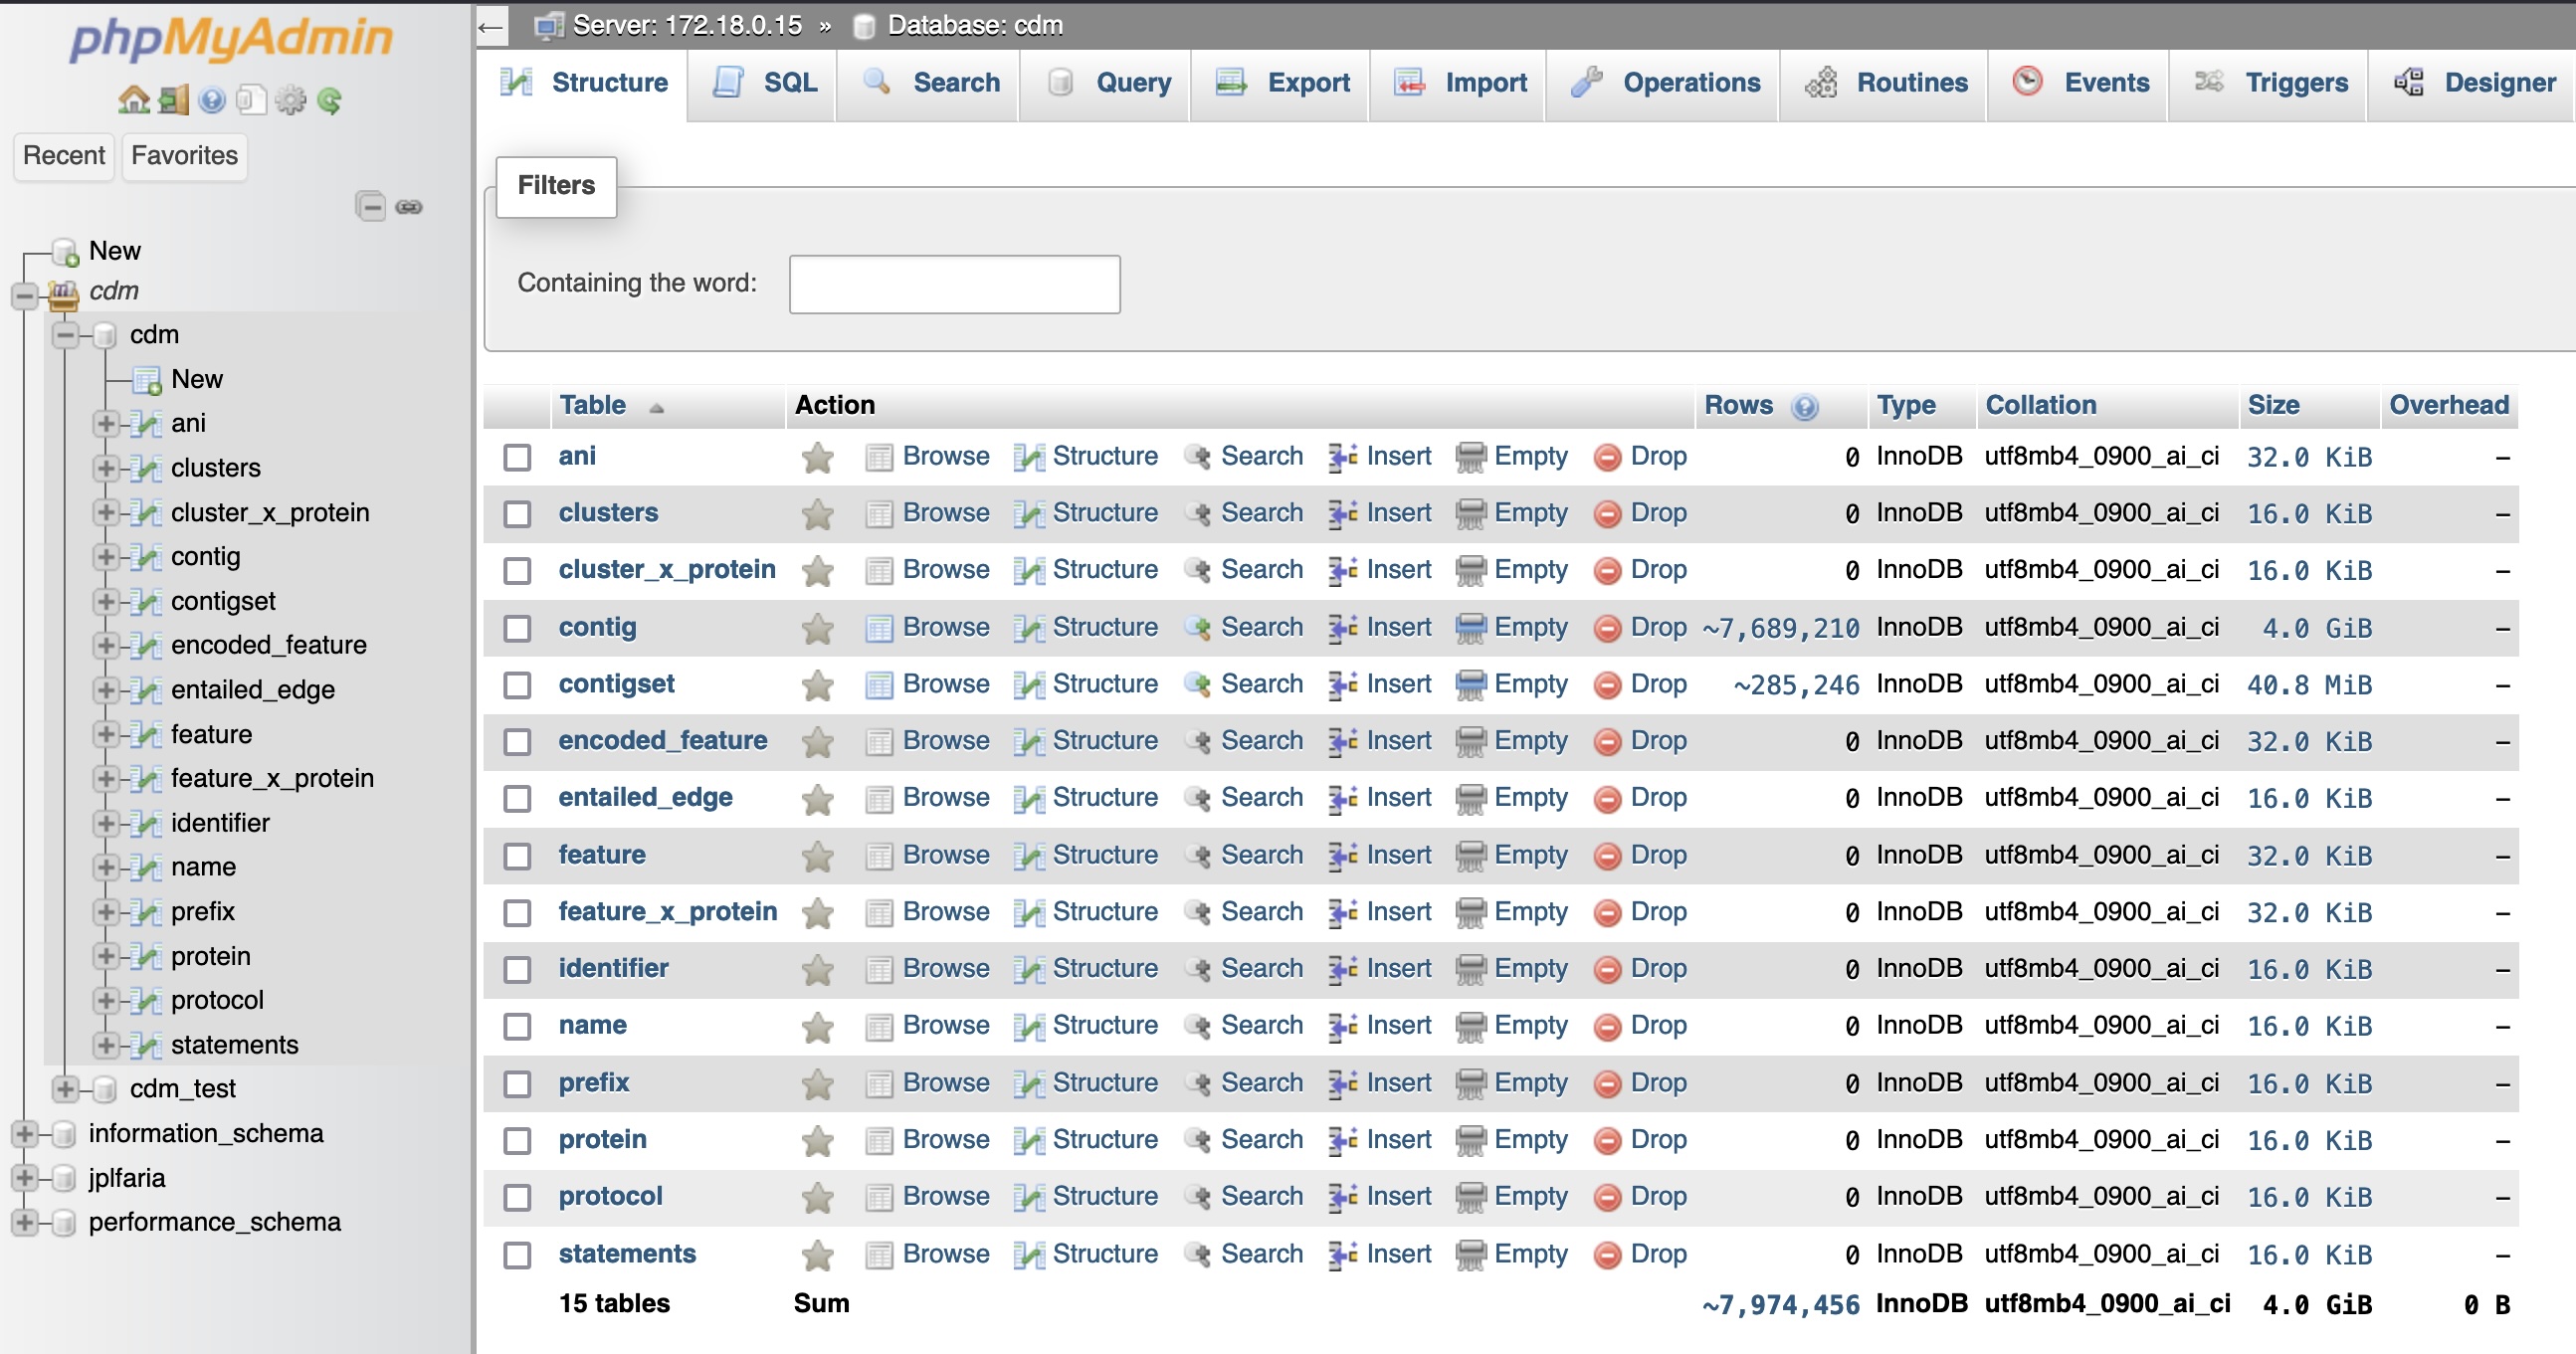 phpMyAdmin
Recent Favorites
New
cdm
cdm
New
ani
clusters
cluster_x_protein
contig
contigset
encoded_feature
entailed_edge
feature
feature_x_protein
identifier
name
prefix
protein
protocol
statements
cdm_test
information_schema
jplfaria
performance_schema
← Server: 172.18.0.15 » Database: cdm
Structure SQL Search Query Export Import Operations Routines Events Triggers Designer
Filters
Containing the word:
Table Action Rows Type Collation Size Overhead
ani Browse Structure Search Insert Empty Drop 0 InnoDB utf8mb4_0900_ai_ci 32.0 KiB –
clusters Browse Structure Search Insert Empty Drop 0 InnoDB utf8mb4_0900_ai_ci 16.0 KiB –
cluster_x_protein Browse Structure Search Insert Empty Drop 0 InnoDB utf8mb4_0900_ai_ci 16.0 KiB –
contig Browse Structure Search Insert Empty Drop ~7,689,210 InnoDB utf8mb4_0900_ai_ci 4.0 GiB –
contigset Browse Structure Search Insert Empty Drop ~285,246 InnoDB utf8mb4_0900_ai_ci 40.8 MiB –
encoded_feature Browse Structure Search Insert Empty Drop 0 InnoDB utf8mb4_0900_ai_ci 32.0 KiB –
entailed_edge Browse Structure Search Insert Empty Drop 0 InnoDB utf8mb4_0900_ai_ci 16.0 KiB –
feature Browse Structure Search Insert Empty Drop 0 InnoDB utf8mb4_0900_ai_ci 32.0 KiB –
feature_x_protein Browse Structure Search Insert Empty Drop 0 InnoDB utf8mb4_0900_ai_ci 32.0 KiB –
identifier Browse Structure Search Insert Empty Drop 0 InnoDB utf8mb4_0900_ai_ci 16.0 KiB –
name Browse Structure Search Insert Empty Drop 0 InnoDB utf8mb4_0900_ai_ci 16.0 KiB –
prefix Browse Structure Search Insert Empty Drop 0 InnoDB utf8mb4_0900_ai_ci 16.0 KiB –
protein Browse Structure Search Insert Empty Drop 0 InnoDB utf8mb4_0900_ai_ci 16.0 KiB –
protocol Browse Structure Search Insert Empty Drop 0 InnoDB utf8mb4_0900_ai_ci 16.0 KiB –
statements Browse Structure Search Insert Empty Drop 0 InnoDB utf8mb4_0900_ai_ci 16.0 KiB –
15 tables Sum ~7,974,456 InnoDB utf8mb4_0900_ai_ci 4.0 GiB 0 B